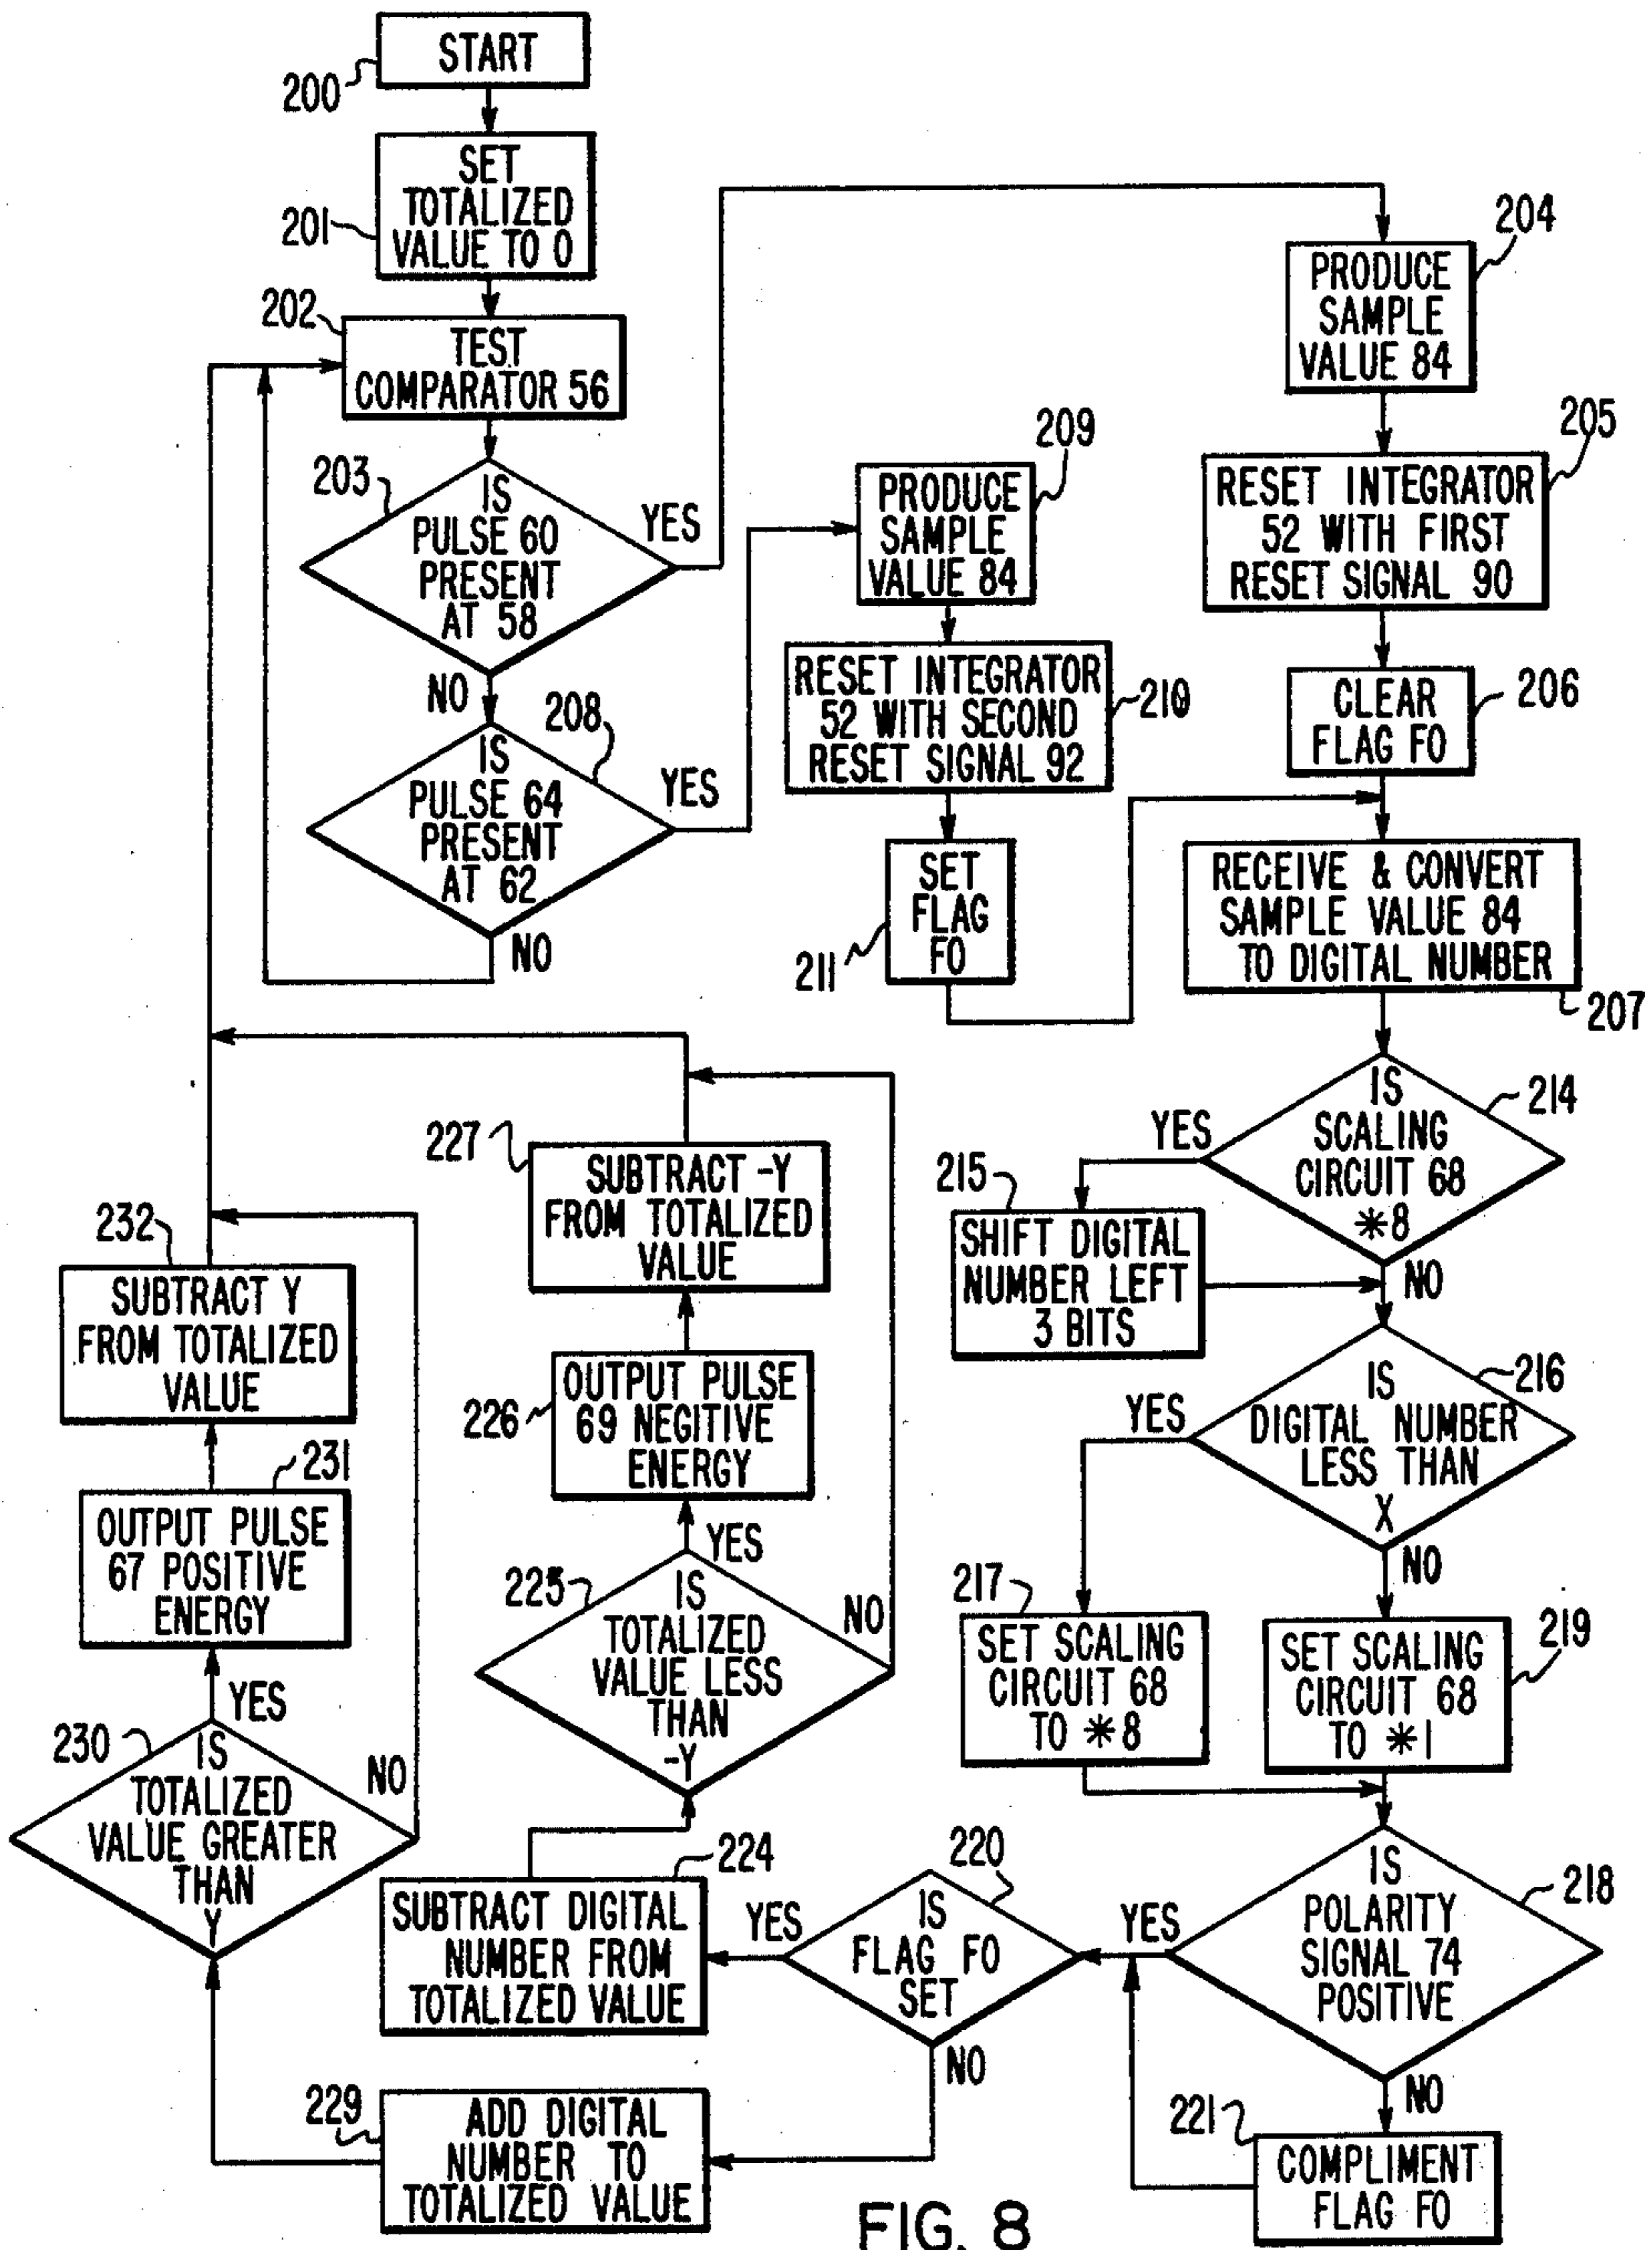 START
200
SET
TOTALIZED
VALUE TO 0
201
202
TEST
COMPARATOR 56
203
IS
PULSE 60
PRESENT
AT 58
YES
NO
204
PRODUCE
SAMPLE
VALUE 84
205
RESET INTEGRATOR
52 WITH FIRST
RESET SIGNAL 90
206
CLEAR
FLAG F0
208
IS
PULSE 64
PRESENT
AT 62
YES
NO
209
PRODUCE
SAMPLE
VALUE 84
RESET INTEGRATOR
52 WITH SECOND
RESET SIGNAL 92
210
SET
FLAG
F0
211
RECEIVE & CONVERT
SAMPLE VALUE 84
TO DIGITAL NUMBER
207
IS
SCALING
CIRCUIT 68
*8
214
YES
NO
215
SHIFT DIGITAL
NUMBER LEFT
3 BITS
IS
DIGITAL NUMBER
LESS THAN
X
216
YES
NO
217
SET SCALING
CIRCUIT 68
TO *8
SET SCALING
CIRCUIT 68
TO *1
219
IS
POLARITY
SIGNAL 74
POSITIVE
218
YES
NO
221
COMPLIMENT
FLAG F0
220
IS
FLAG F0
SET
YES
NO
224
SUBTRACT DIGITAL
NUMBER FROM
TOTALIZED VALUE
225
IS
TOTALIZED
VALUE LESS
THAN
-Y
YES
NO
226
OUTPUT PULSE
69 NEGITIVE
ENERGY
227
SUBTRACT -Y
FROM TOTALIZED
VALUE
229
ADD DIGITAL
NUMBER TO
TOTALIZED VALUE
230
IS
TOTALIZED
VALUE GREATER
THAN
Y
YES
NO
231
OUTPUT PULSE
67 POSITIVE
ENERGY
232
SUBTRACT Y
FROM TOTALIZED
VALUE
FIG. 8